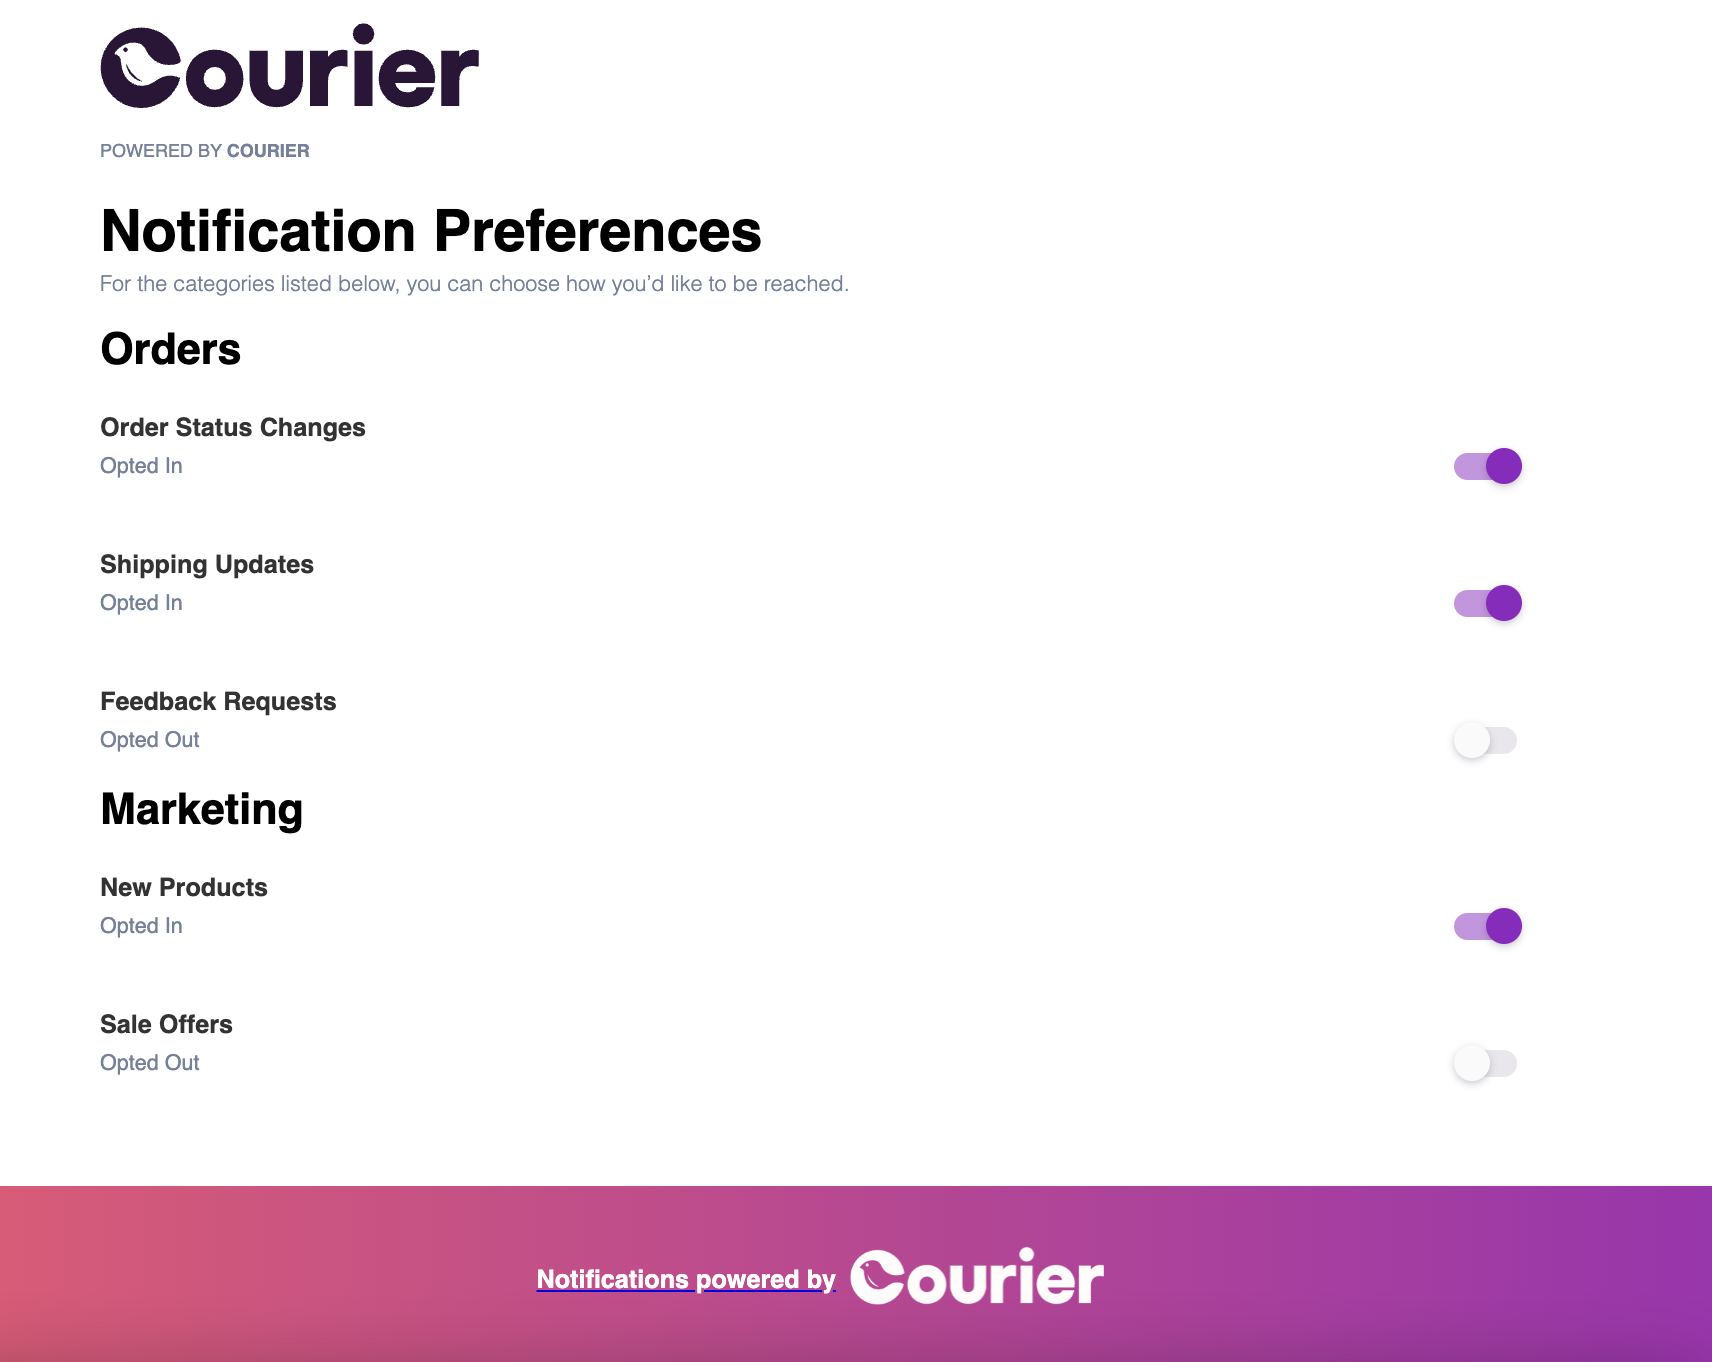 Courier
POWERED BY COURIER
Notification Preferences
For the categories listed below, you can choose how you’d like to be reached.
Orders
Order Status Changes
Opted In
Shipping Updates
Opted In
Feedback Requests
Opted Out
Marketing
New Products
Opted In
Sale Offers
Opted Out
Notifications powered by Courier